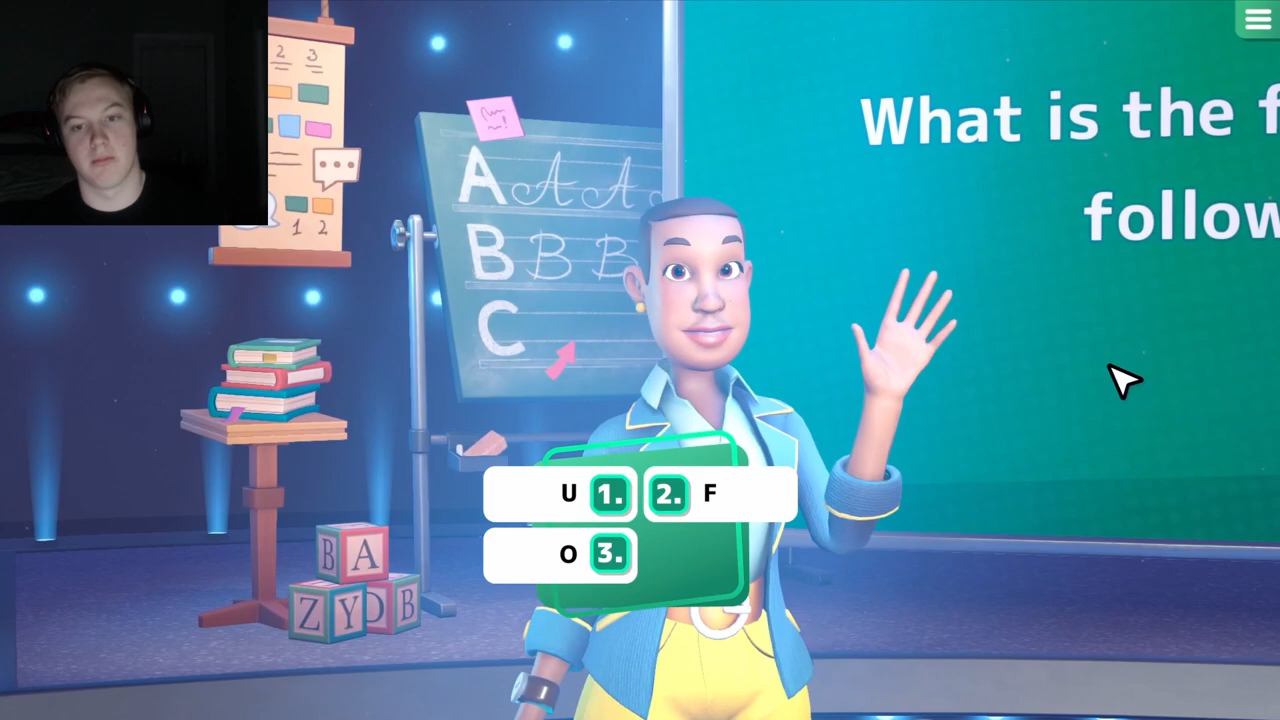 What is the f
follow
2 3
1 2
A A A
B B B
C
U 1.
2. F
O 3.
B A
Z Y D B